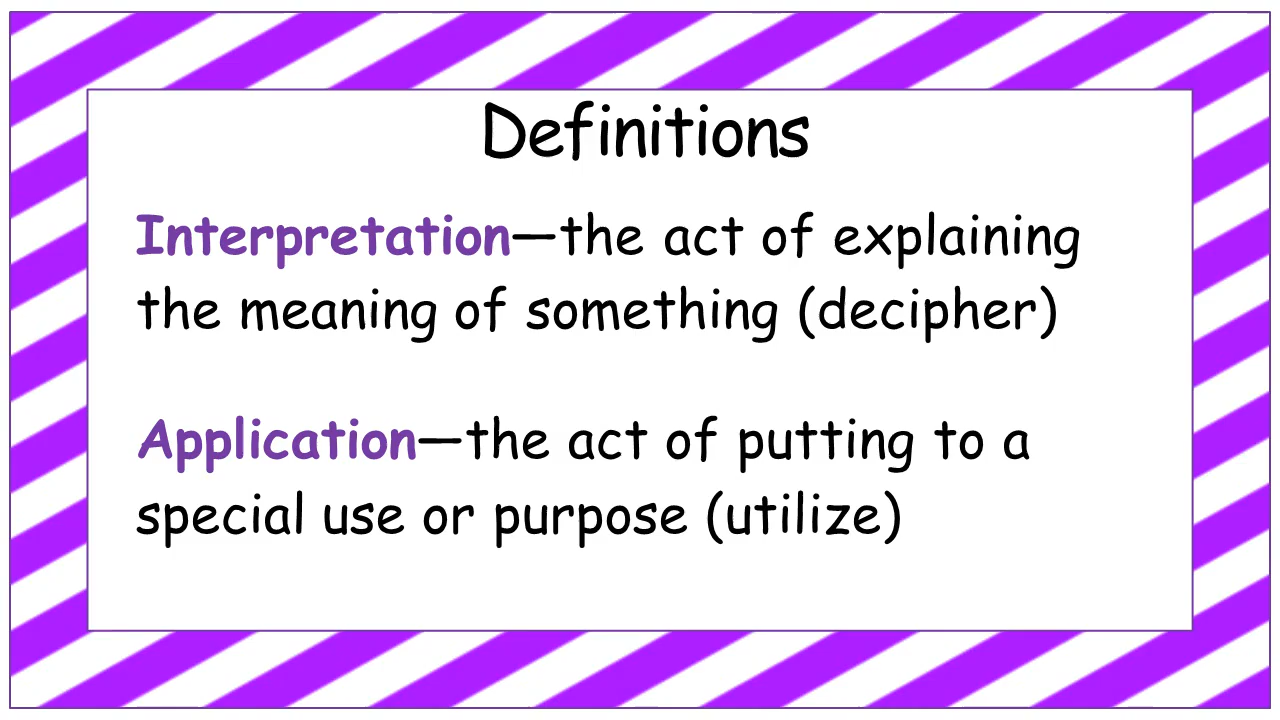 Definitions
Interpretation—the act of explaining
the meaning of something (decipher)
Application—the act of putting to a
special use or purpose (utilize)